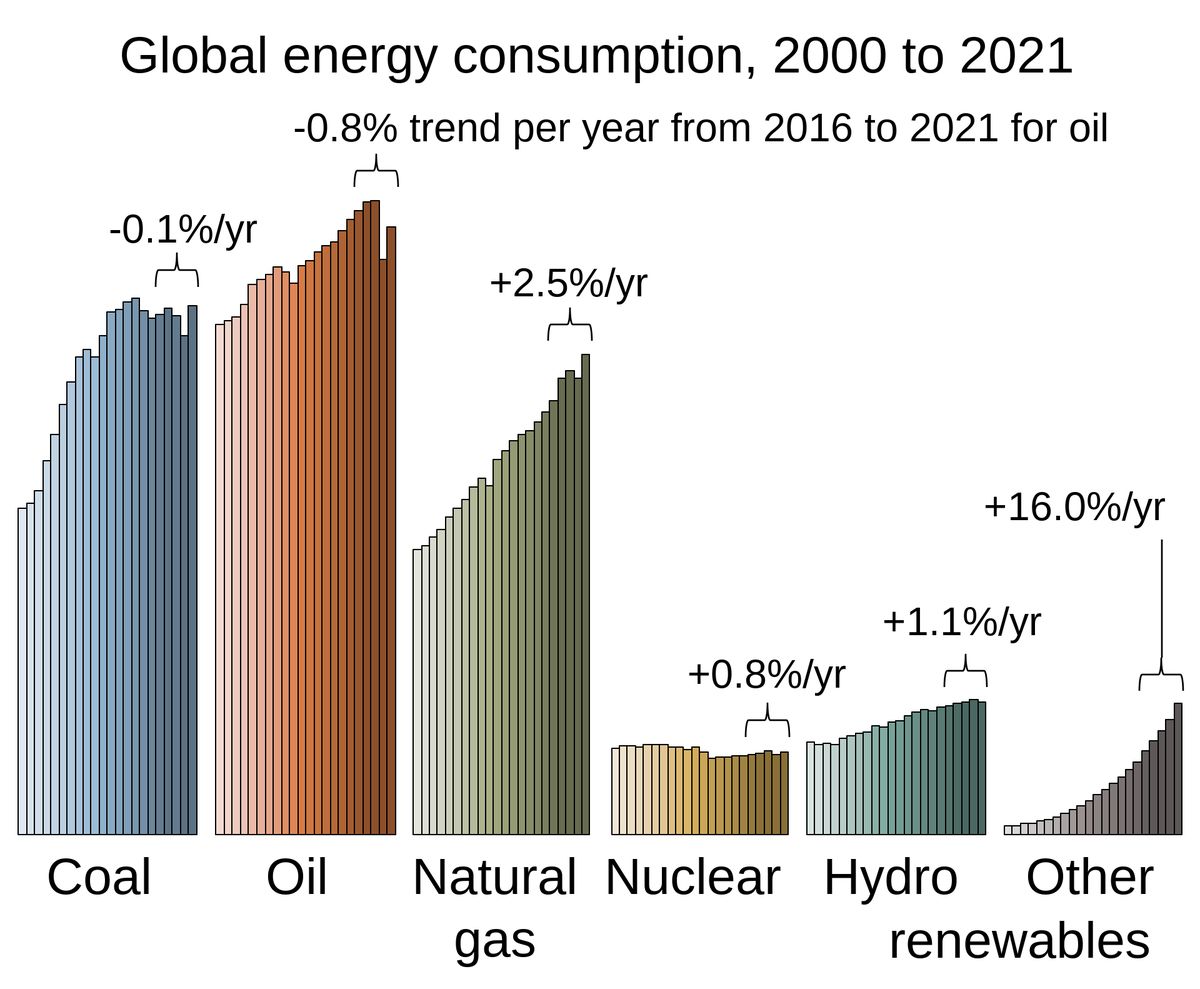 Global energy consumption, 2000 to 2021
-0.8% trend per year from 2016 to 2021 for oil
-0.1%/yr
+2.5%/yr
+16.0%/yr
+1.1%/yr
+0.8%/yr
Coal
Oil
Natural
gas
Nuclear
Hydro
Other
renewables